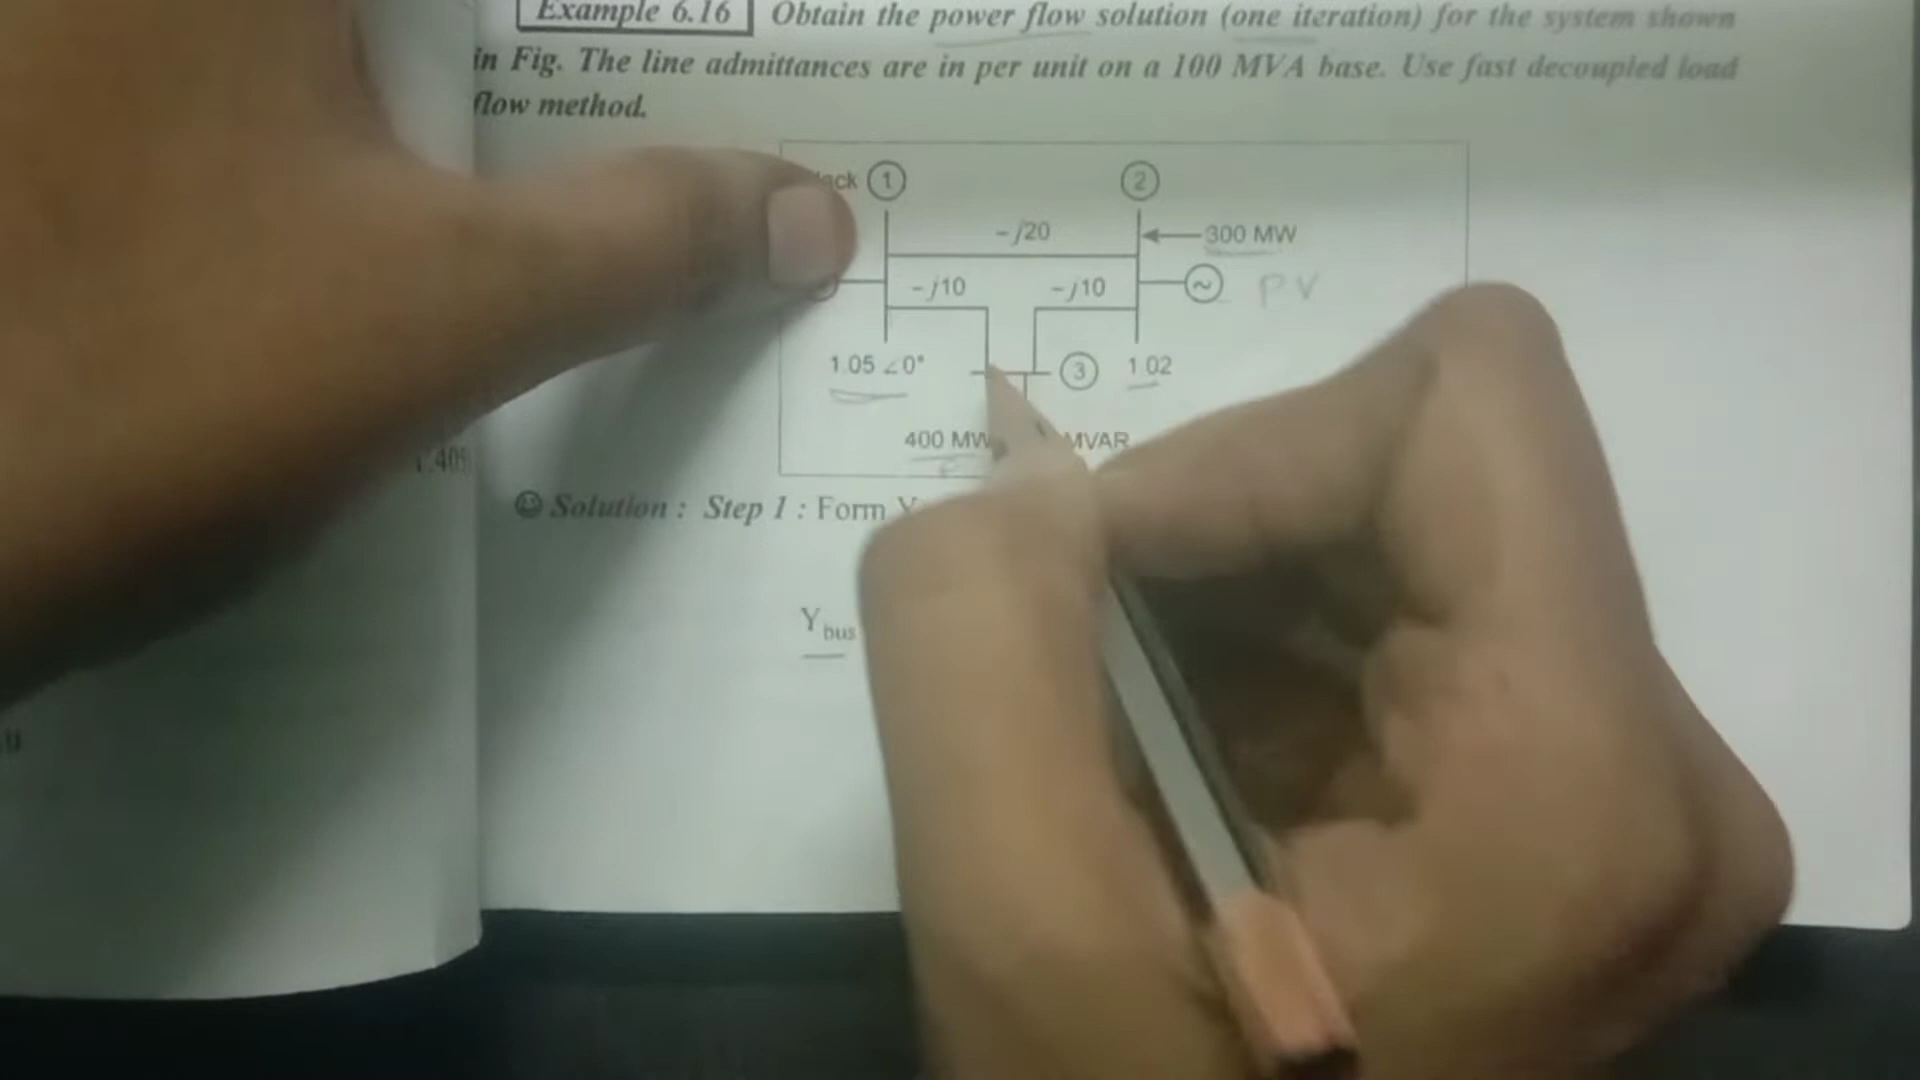 Example 6.16 Obtain the power flow solution (one iteration) for the system shown
in Fig. The line admittances are in per unit on a 100 MVA base. Use fast decoupled load
flow method.
1 2
-j20
300 MW
-j10 -j10
PV
1.05 ∠0° 3 1.02
400 MW MVAR
Solution : Step 1 : Form Y
Ybus